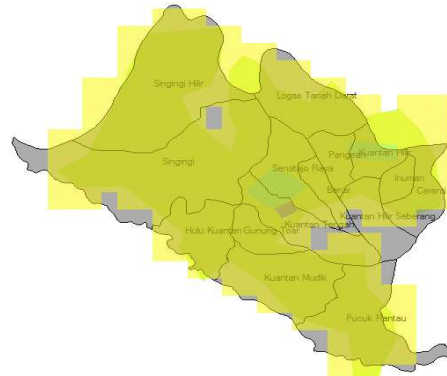 Singingi Hilir
Logas Tanah Darat
Singingi
Pangean
Kuantan Hilir
Sentajo Raya
Inuman
Benai
Cerenti
Kuantan Hilir Seberang
Kuantan Tengah
Hulu Kuantan
Gunung Toar
Kuantan Mudik
Pucuk Rantau